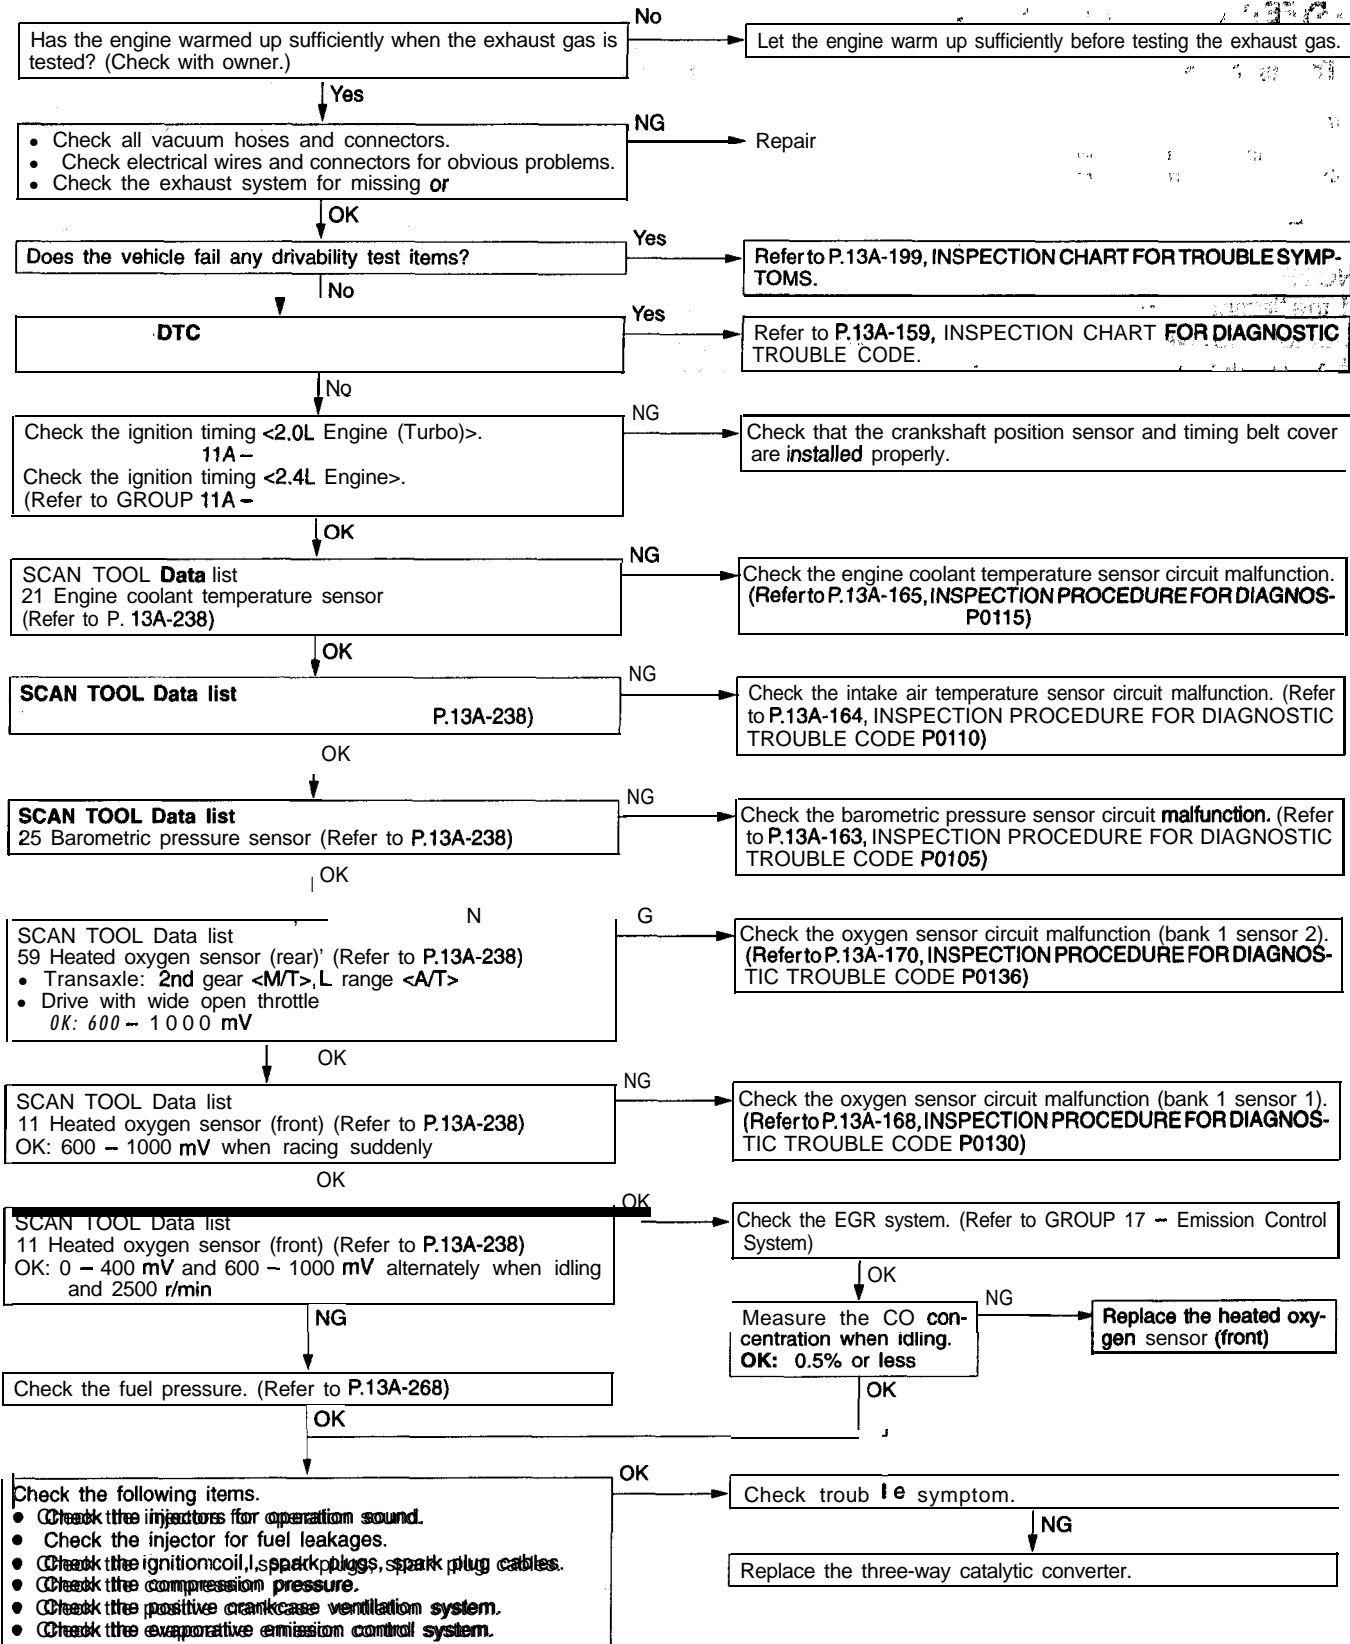 No
Has the engine warmed up sufficiently when the exhaust gas is
tested? (Check with owner.)
Let the engine warm up sufficiently before testing the exhaust gas.
Yes
• Check all vacuum hoses and connectors.
• Check electrical wires and connectors for obvious problems.
• Check the exhaust system for missing or
NG
Repair
OK
Does the vehicle fail any drivability test items?
Yes
Refer to P.13A-199, INSPECTION CHART FOR TROUBLE SYMP-
TOMS.
No
DTC
Yes
Refer to P.13A-159, INSPECTION CHART FOR DIAGNOSTIC
TROUBLE CODE.
No
Check the ignition timing <2.0L Engine (Turbo)>.
11A –
Check the ignition timing <2.4L Engine>.
(Refer to GROUP 11A –
NG
Check that the crankshaft position sensor and timing belt cover
are installed properly.
OK
SCAN TOOL Data list
21 Engine coolant temperature sensor
(Refer to P. 13A-238)
NG
Check the engine coolant temperature sensor circuit malfunction.
(Refer to P.13A-165, INSPECTION PROCEDURE FOR DIAGNOS-
P0115)
OK
SCAN TOOL Data list
P.13A-238)
NG
Check the intake air temperature sensor circuit malfunction. (Refer
to P.13A-164, INSPECTION PROCEDURE FOR DIAGNOSTIC
TROUBLE CODE P0110)
OK
SCAN TOOL Data list
25 Barometric pressure sensor (Refer to P.13A-238)
NG
Check the barometric pressure sensor circuit malfunction. (Refer
to P.13A-163, INSPECTION PROCEDURE FOR DIAGNOSTIC
TROUBLE CODE P0105)
OK
SCAN TOOL Data list
59 Heated oxygen sensor (rear)' (Refer to P.13A-238)
• Transaxle: 2nd gear <M/T>, L range <A/T>
• Drive with wide open throttle
OK: 600 – 1000 mV
N G
Check the oxygen sensor circuit malfunction (bank 1 sensor 2).
(Refer to P.13A-170, INSPECTION PROCEDURE FOR DIAGNOS-
TIC TROUBLE CODE P0136)
OK
SCAN TOOL Data list
11 Heated oxygen sensor (front) (Refer to P.13A-238)
OK: 600 – 1000 mV when racing suddenly
NG
Check the oxygen sensor circuit malfunction (bank 1 sensor 1).
(Refer to P.13A-168, INSPECTION PROCEDURE FOR DIAGNOS-
TIC TROUBLE CODE P0130)
OK
SCAN TOOL Data list
11 Heated oxygen sensor (front) (Refer to P.13A-238)
OK: 0 – 400 mV and 600 – 1000 mV alternately when idling
and 2500 r/min
OK
Check the EGR system. (Refer to GROUP 17 – Emission Control
System)
OK
Measure the CO con-
centration when idling.
OK: 0.5% or less
NG
Replace the heated oxy-
gen sensor (front)
OK
NG
Check the fuel pressure. (Refer to P.13A-268)
OK
Check the following items.
• Check the injectors for operation sound.
• Check the injector for fuel leakages.
• Check the ignition coil, spark plugs, spark plug cables.
• Check the compression pressure.
• Check the positive crankcase ventilation system.
• Check the evaporative emission control system.
OK
Check trouble symptom.
NG
Replace the three-way catalytic converter.